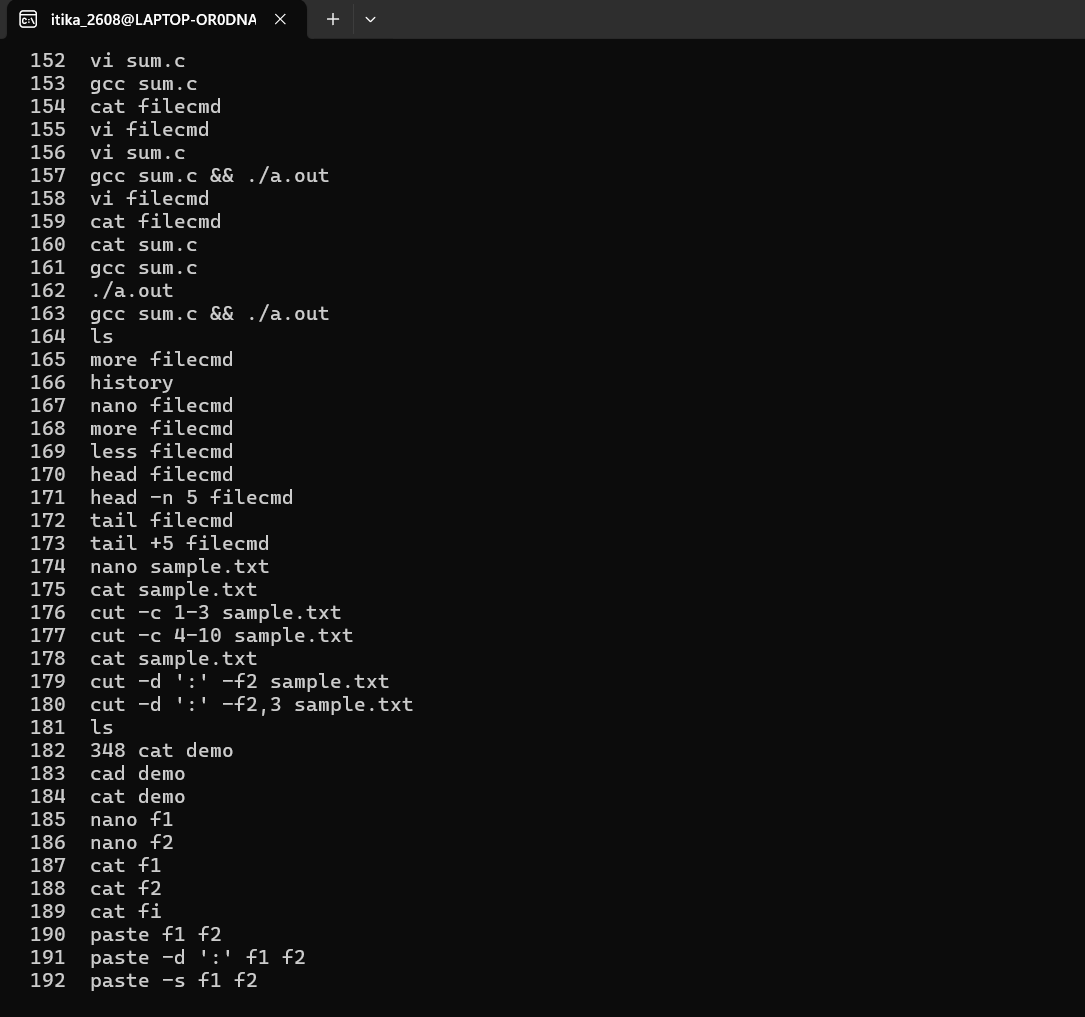 itika_2608@LAPTOP-OR0DNA
152 vi sum.c
153 gcc sum.c
154 cat filecmd
155 vi filecmd
156 vi sum.c
157 gcc sum.c && ./a.out
158 vi filecmd
159 cat filecmd
160 cat sum.c
161 gcc sum.c
162 ./a.out
163 gcc sum.c && ./a.out
164 ls
165 more filecmd
166 history
167 nano filecmd
168 more filecmd
169 less filecmd
170 head filecmd
171 head -n 5 filecmd
172 tail filecmd
173 tail +5 filecmd
174 nano sample.txt
175 cat sample.txt
176 cut -c 1-3 sample.txt
177 cut -c 4-10 sample.txt
178 cat sample.txt
179 cut -d ':' -f2 sample.txt
180 cut -d ':' -f2,3 sample.txt
181 ls
182 348 cat demo
183 cad demo
184 cat demo
185 nano f1
186 nano f2
187 cat f1
188 cat f2
189 cat fi
190 paste f1 f2
191 paste -d ':' f1 f2
192 paste -s f1 f2